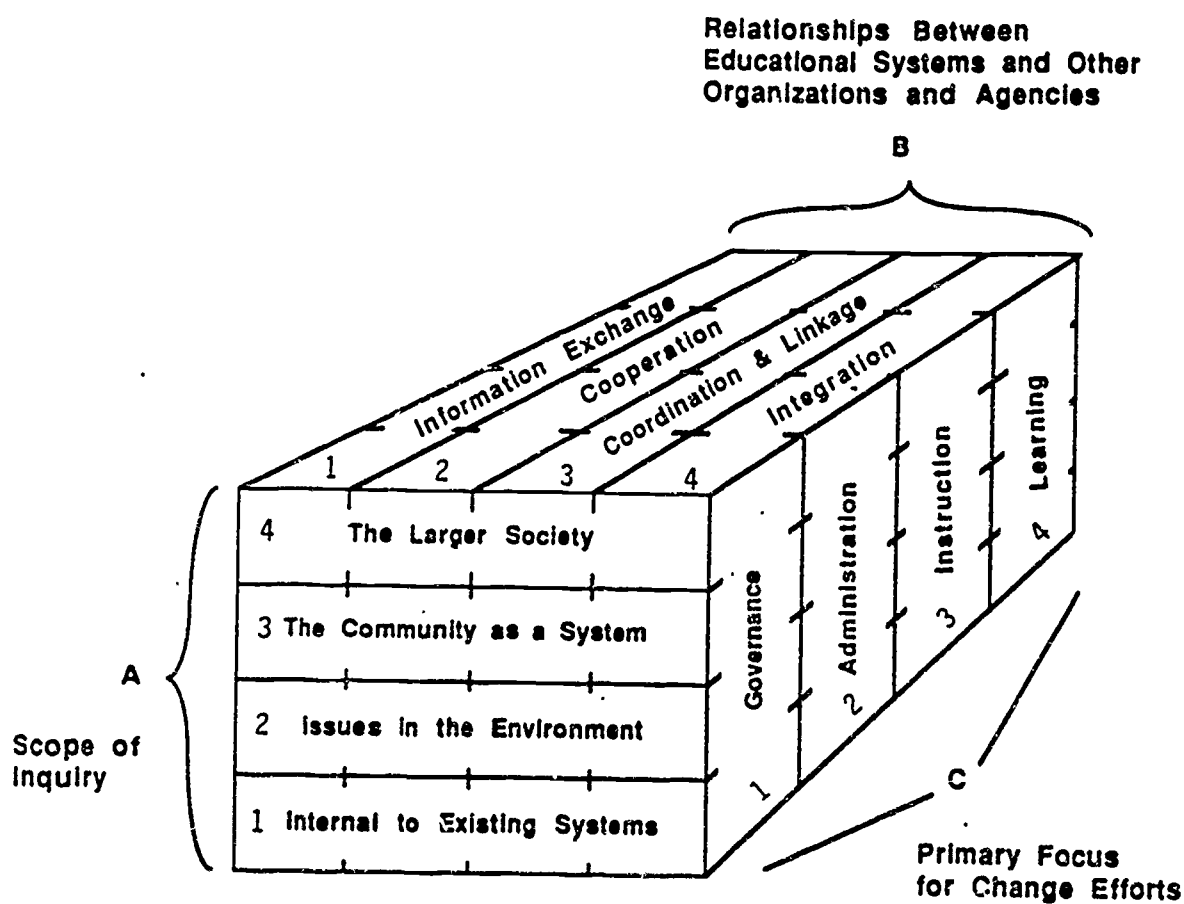 Relationships Between
Educational Systems and Other
Organizations and Agencies
B
Information Exchange
Cooperation
Coordination & Linkage
Integration
1
2
3
4
4 The Larger Society
3 The Community as a System
2 Issues in the Environment
1 Internal to Existing Systems
A
Scope of
Inquiry
Governance
Administration
Instruction
Learning
1
2
3
4
C
Primary Focus
for Change Efforts